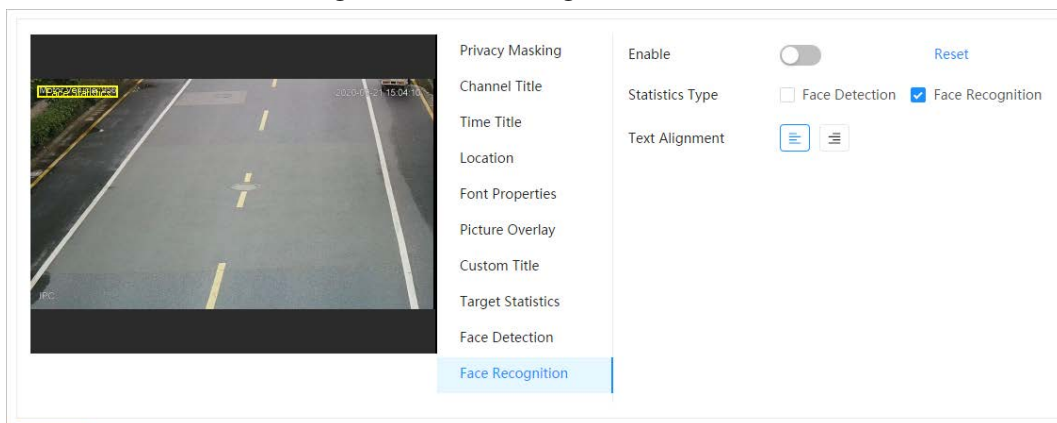 Privacy Masking
Channel Title
Time Title
Location
Font Properties
Picture Overlay
Custom Title
Target Statistics
Face Detection
Face Recognition
Enable
Reset
Statistics Type
Face Detection
Face Recognition
Text Alignment
IPC